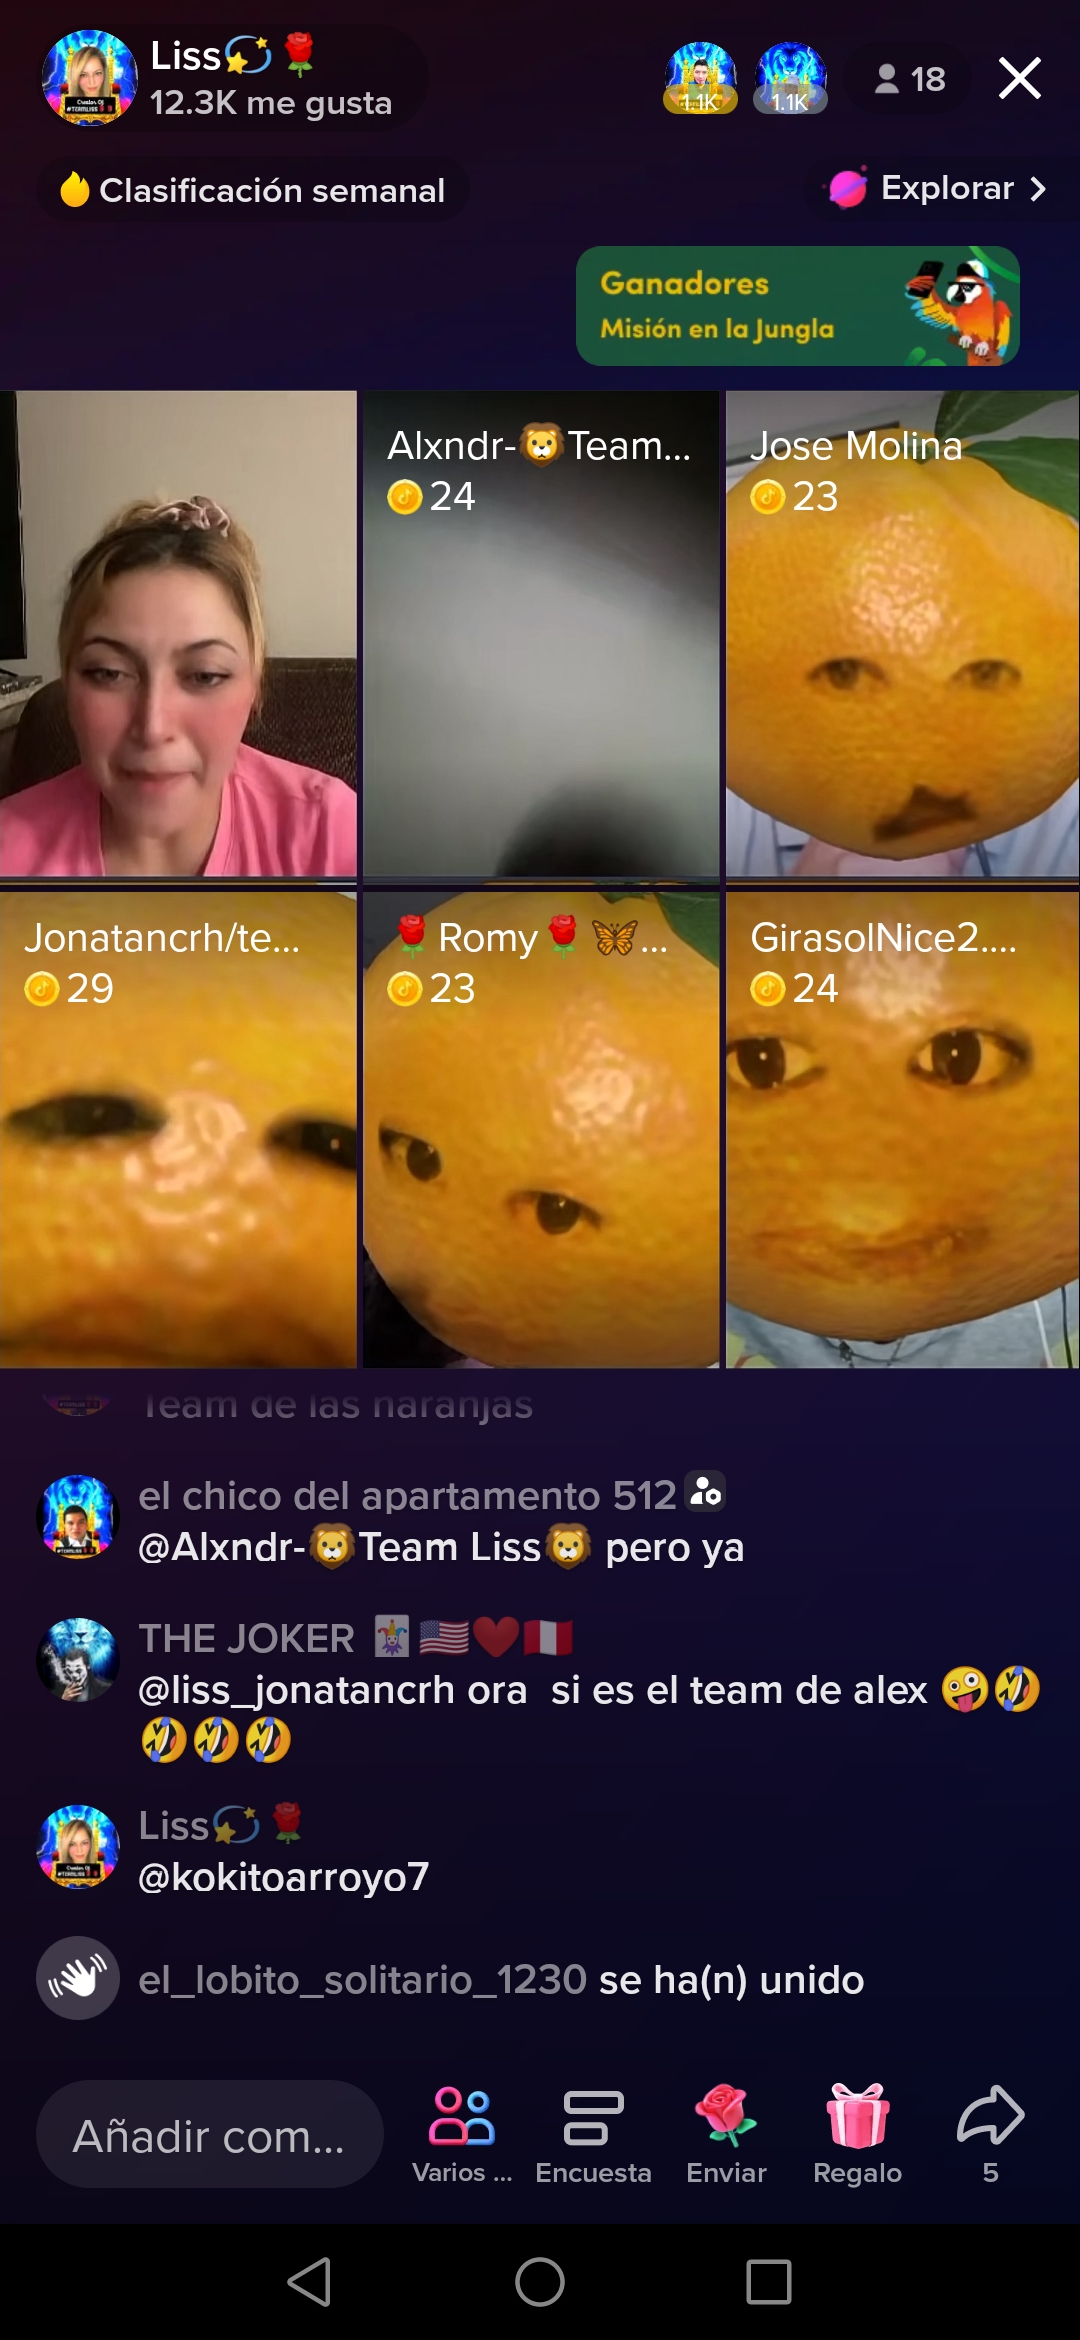 Liss💫🌹
12.3K me gusta
1.1K
1.1K
18
Clasificación semanal
Explorar
Ganadores
Misión en la Jungla
Alxndr-🦁Team...
24
Jose Molina
23
Jonatancrh/te...
29
🌹Romy🌹🦋...
23
GirasolNice2....
24
Team de las naranjas
el chico del apartamento 512
@Alxndr-🦁Team Liss🦁 pero ya
THE JOKER 🃏🇺🇸❤️🇵🇪
@liss_jonatancrh ora  si es el team de alex 🤪🤣
🤣🤣🤣
Liss💫🌹
@kokitoarroyo7
el_lobito_solitario_1230 se ha(n) unido
Añadir com...
Varios ...
Encuesta
Enviar
Regalo
5